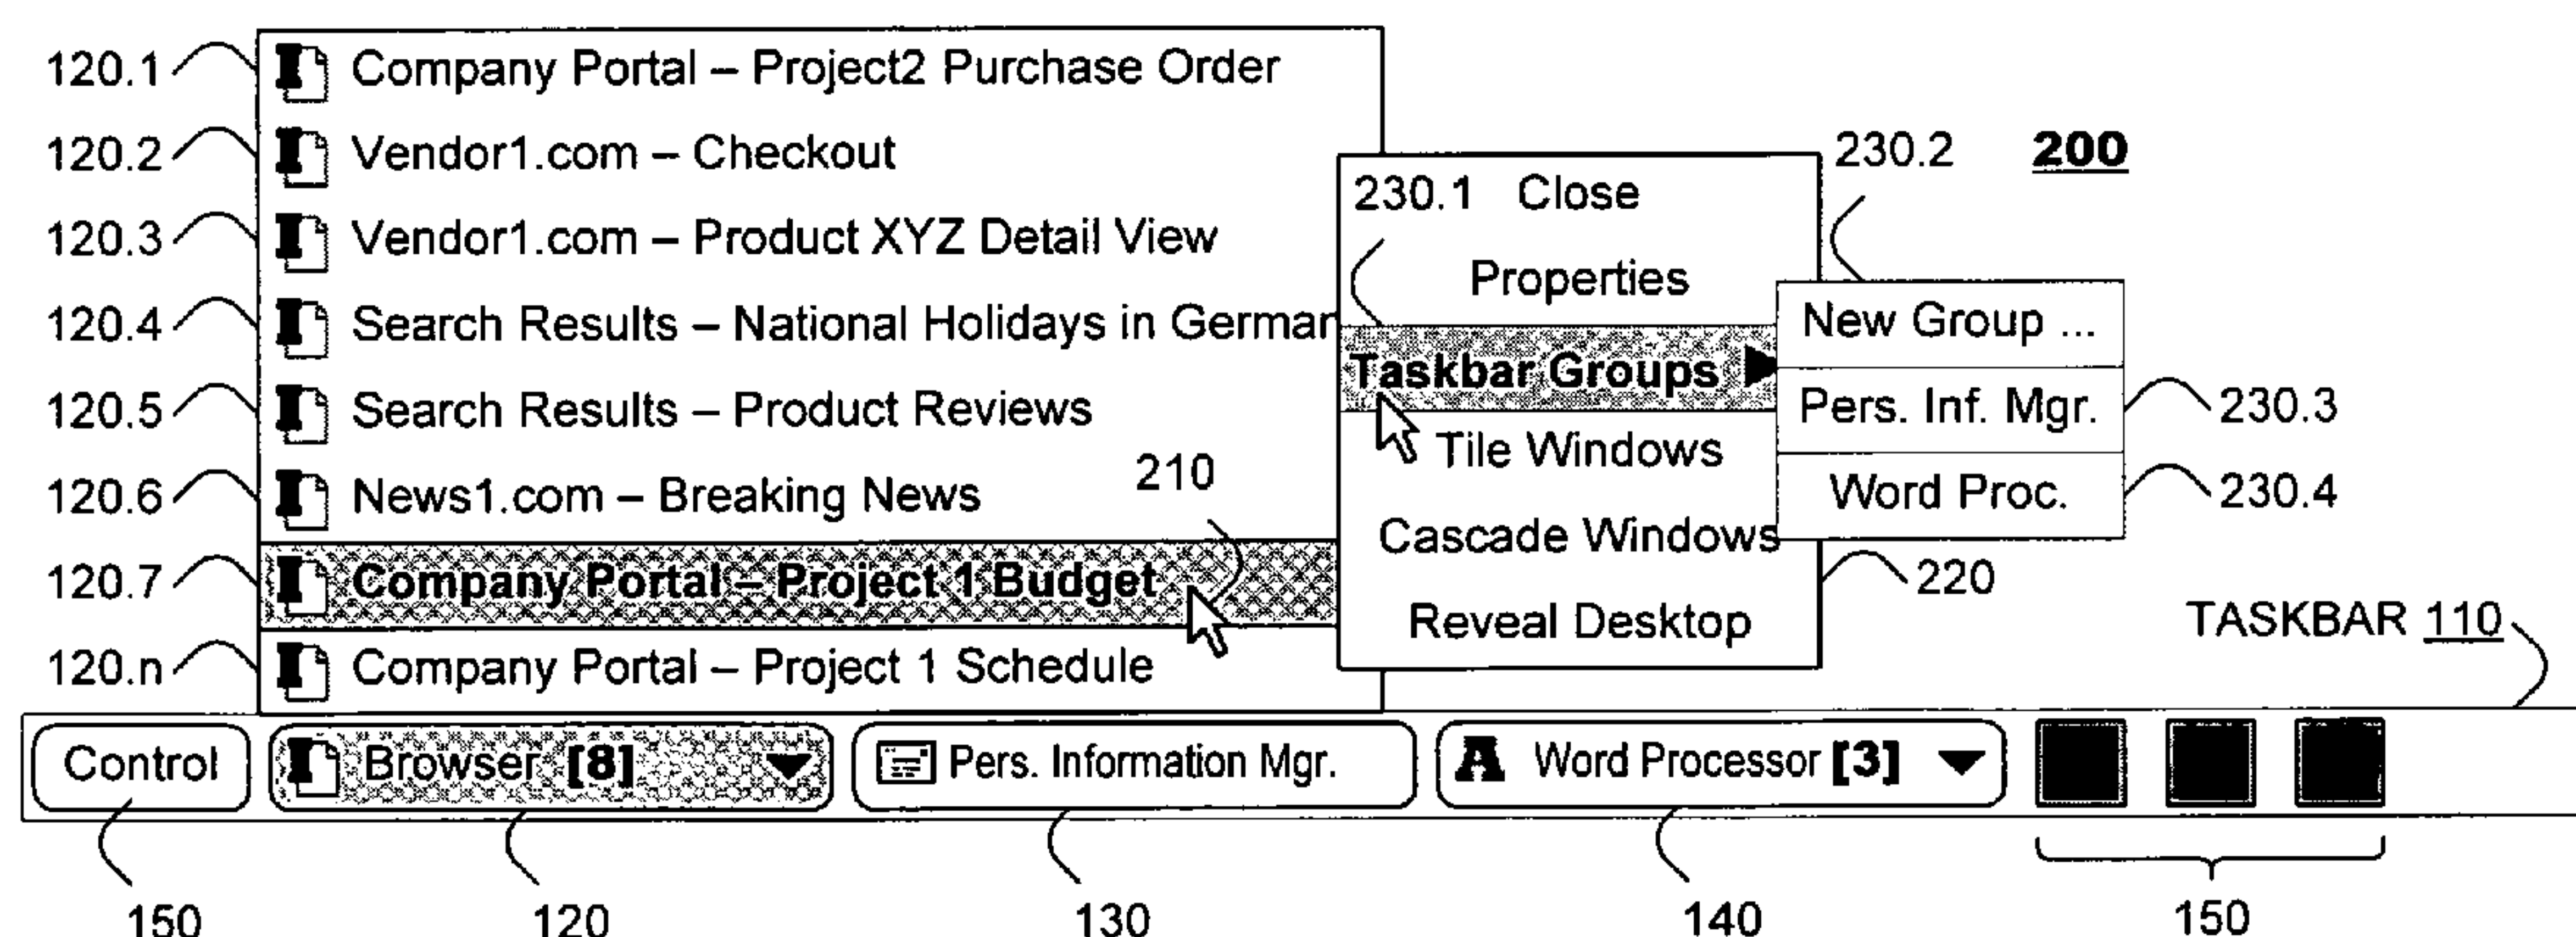 120.1 Company Portal – Project2 Purchase Order
120.2 Vendor1.com – Checkout
120.3 Vendor1.com – Product XYZ Detail View
120.4 Search Results – National Holidays in German
120.5 Search Results – Product Reviews
120.6 News1.com – Breaking News
210
120.7 Company Portal – Project 1 Budget
120.n Company Portal – Project 1 Schedule
230.1 Close
Properties
Taskbar Groups
Tile Windows
Cascade Windows
Reveal Desktop
220
230.2
200
New Group ...
Pers. Inf. Mgr. 230.3
Word Proc. 230.4
TASKBAR 110
Control Browser [8] Pers. Information Mgr. A Word Processor [3]
150 120 130 140 150